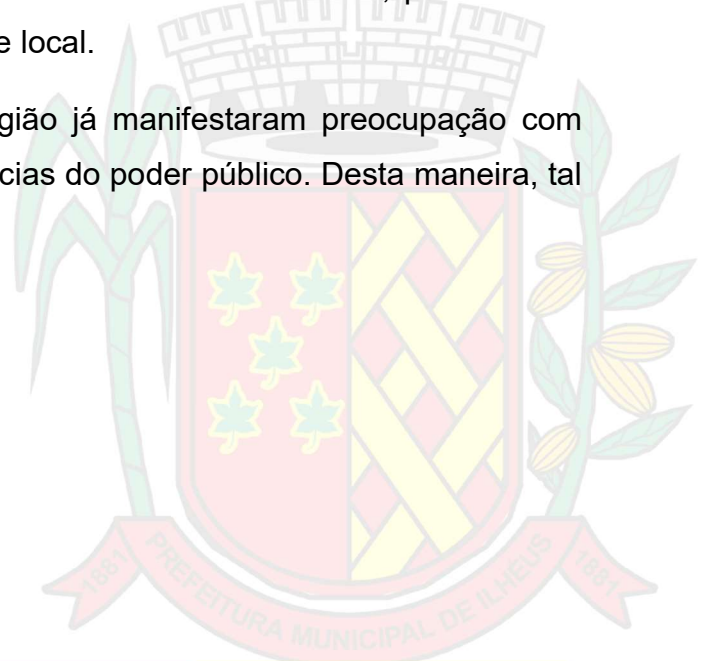 e local.
gião já manifestaram preocupação com
cias do poder público. Desta maneira, tal
1881 PREFEITURA MUNICIPAL DE ILHÉUS 1881